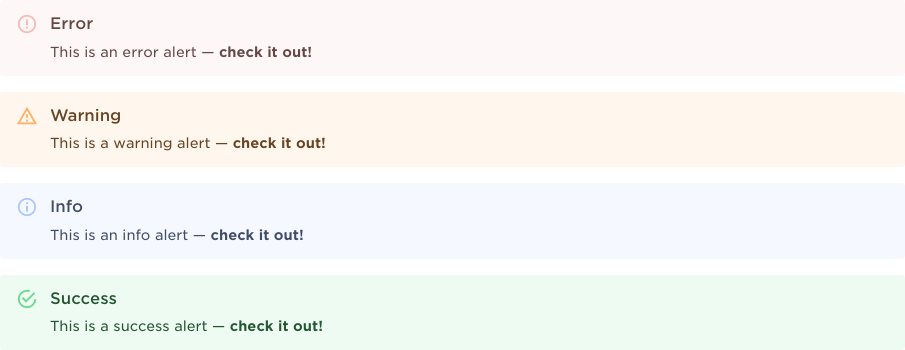 Error
This is an error alert — check it out!
Warning
This is a warning alert — check it out!
Info
This is an info alert — check it out!
Success
This is a success alert — check it out!